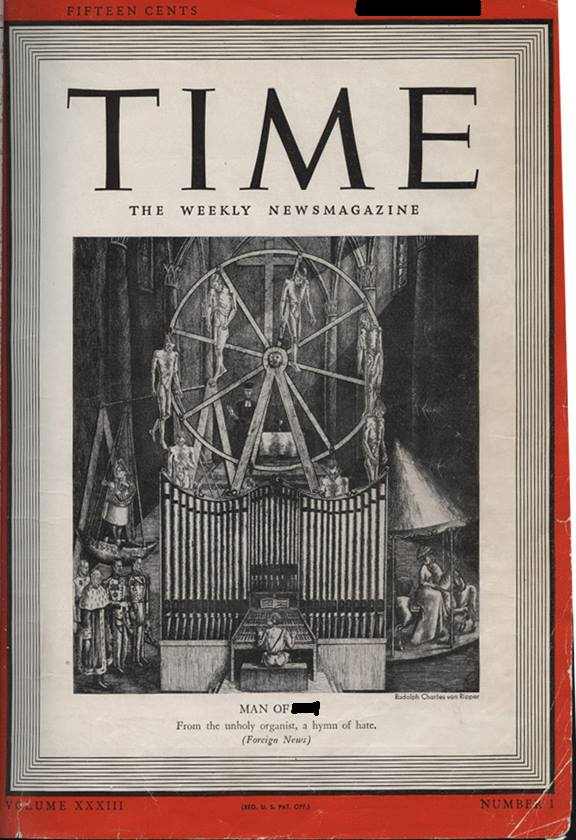 FIFTEEN CENTS
TIME
THE WEEKLY NEWSMAGAZINE
Rudolph Charles von Ripper
MAN OF
From the unholy organist, a hymn of hate.
(Foreign News)
VOLUME XXXIII
(REG. U. S. PAT. OFF.)
NUMBER 1